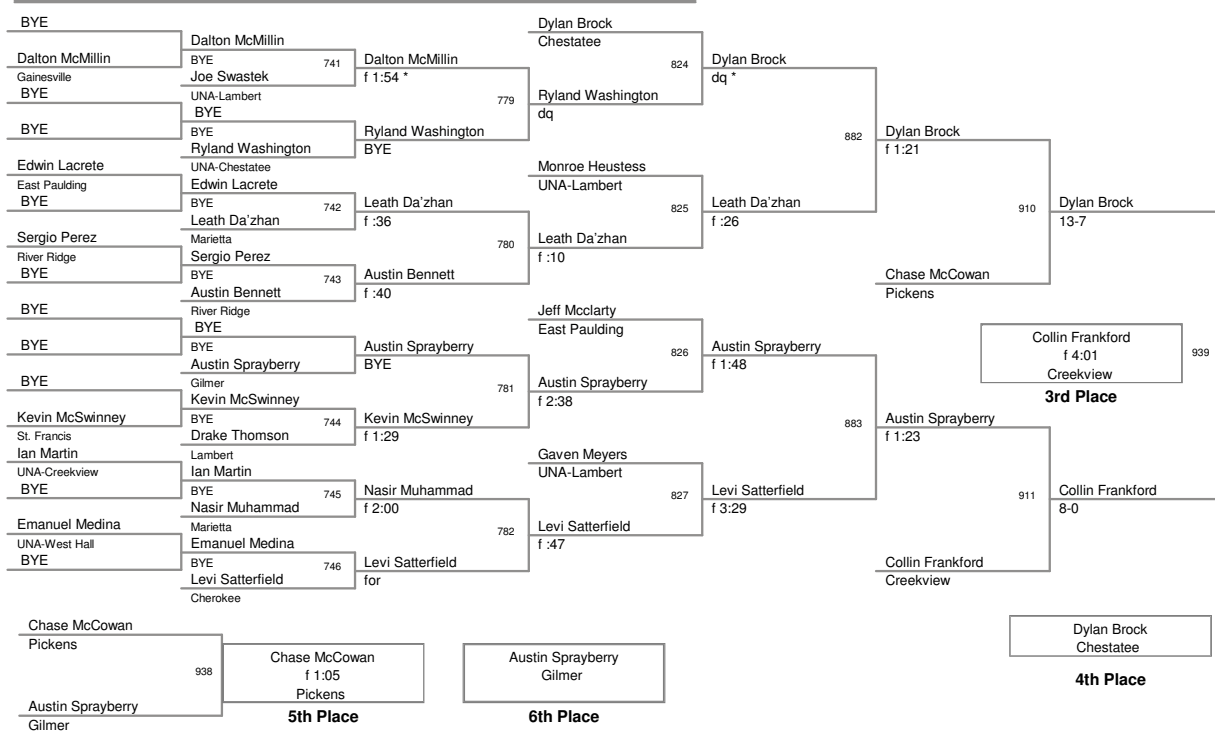 BYE
Dalton McMillin
Gainesville
BYE
BYE
Edwin Lacrete
East Paulding
BYE
Sergio Perez
River Ridge
BYE
BYE
BYE
BYE
Kevin McSwinney
St. Francis
Ian Martin
UNA-Creekview
BYE
Emanuel Medina
UNA-West Hall
BYE
Dalton McMillin
BYE
741
Joe Swastek
UNA-Lambert
BYE
BYE
Ryland Washington
UNA-Chestatee
Edwin Lacrete
BYE
742
Leath Da'zhan
Marietta
Sergio Perez
BYE
743
Austin Bennett
River Ridge
BYE
BYE
Austin Sprayberry
Gilmer
Kevin McSwinney
BYE
744
Drake Thomson
Lambert
Ian Martin
BYE
745
Nasir Muhammad
Marietta
Emanuel Medina
BYE
746
Levi Satterfield
Cherokee
Dalton McMillin
f 1:54 *
779
Ryland Washington
BYE
Leath Da'zhan
f :36
780
Austin Bennett
f :40
Austin Sprayberry
BYE
781
Kevin McSwinney
f 1:29
Nasir Muhammad
f 2:00
782
Levi Satterfield
for
Dylan Brock
Chestatee
824
Ryland Washington
dq
Monroe Heustess
UNA-Lambert
825
Leath Da'zhan
f :10
Jeff Mcclarty
East Paulding
826
Austin Sprayberry
f 2:38
Gaven Meyers
UNA-Lambert
827
Levi Satterfield
f :47
Dylan Brock
dq *
882
Leath Da'zhan
f :26
Austin Sprayberry
f 1:48
883
Levi Satterfield
f 3:29
Dylan Brock
f 1:21
910
Chase McCowan
Pickens
Austin Sprayberry
f 1:23
911
Collin Frankford
Creekview
Dylan Brock
13-7
Collin Frankford
f 4:01
Creekview
939
3rd Place
Collin Frankford
8-0
Chase McCowan
Pickens
938
Austin Sprayberry
Gilmer
Chase McCowan
f 1:05
Pickens
5th Place
Austin Sprayberry
Gilmer
6th Place
Dylan Brock
Chestatee
4th Place